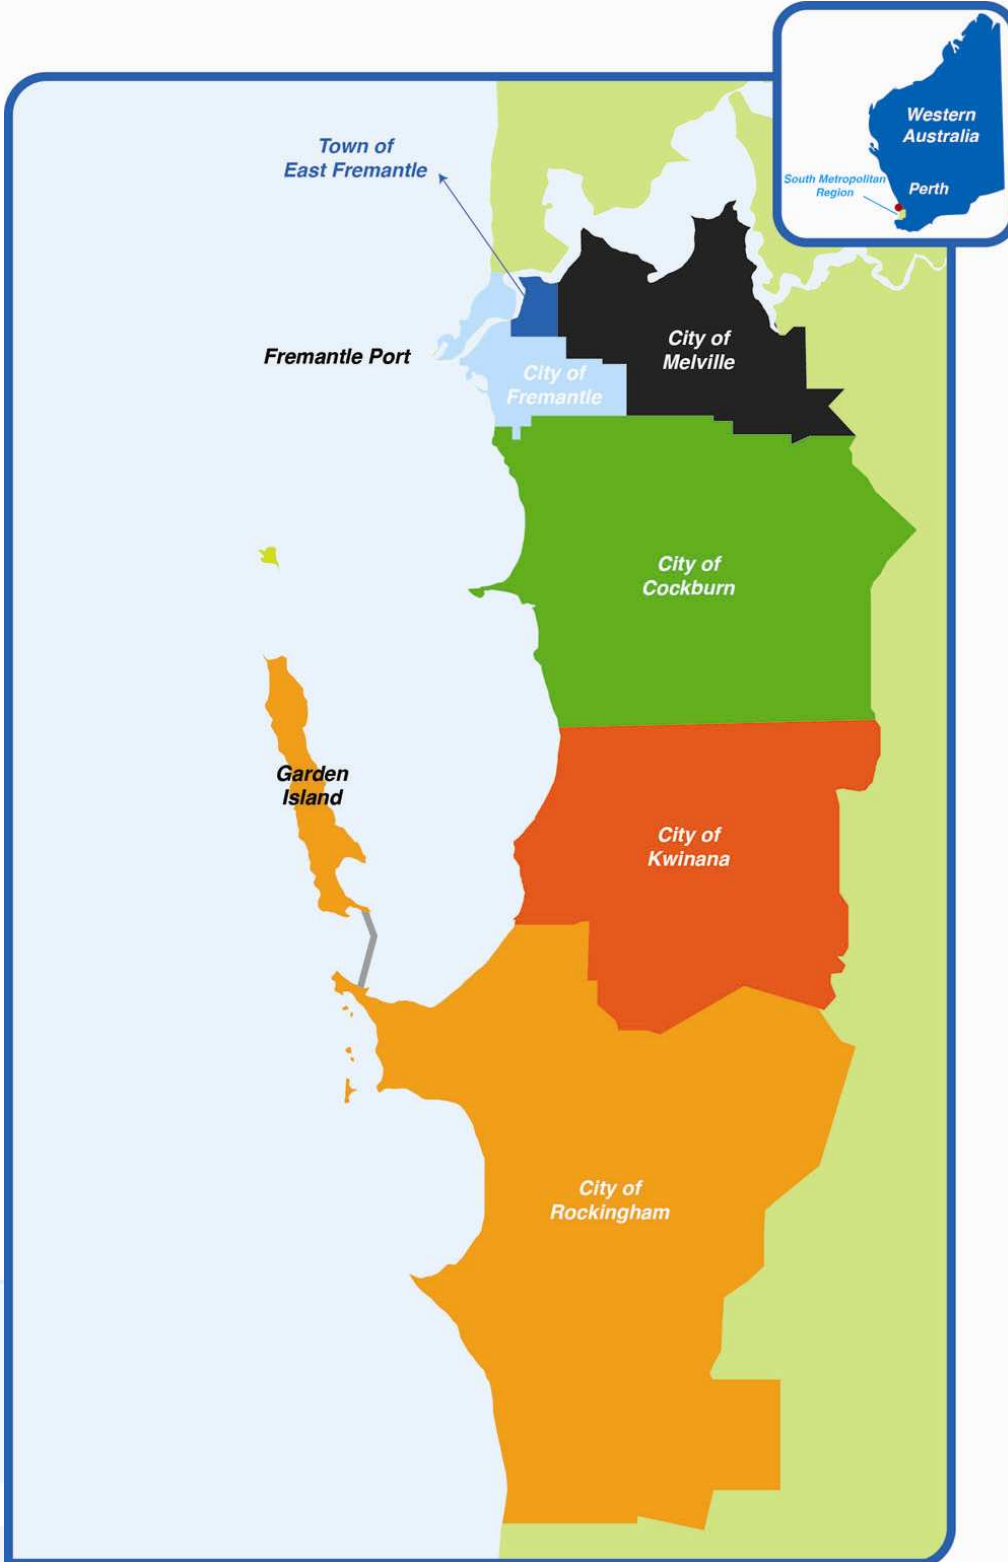 Western
Australia
South Metropolitan
Region
Perth
Town of
East Fremantle
City of
Melville
Fremantle Port
City of
Fremantle
City of
Cockburn
Garden
Island
City of
Kwinana
City of
Rockingham